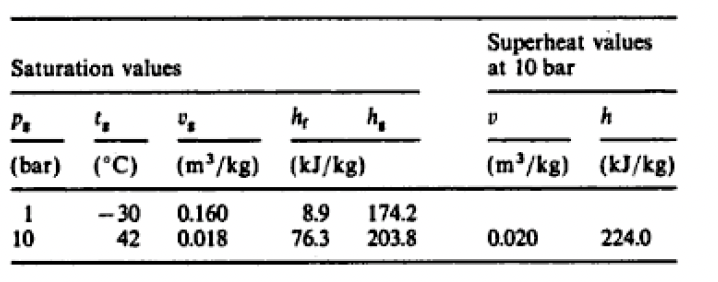 Superheat values
Saturation values at 10 bar
p_g t_g v_g h_f h_g v h
(bar) (°C) (m³/kg) (kJ/kg) (m³/kg) (kJ/kg)
1 −30 0.160 8.9 174.2
10 42 0.018 76.3 203.8 0.020 224.0